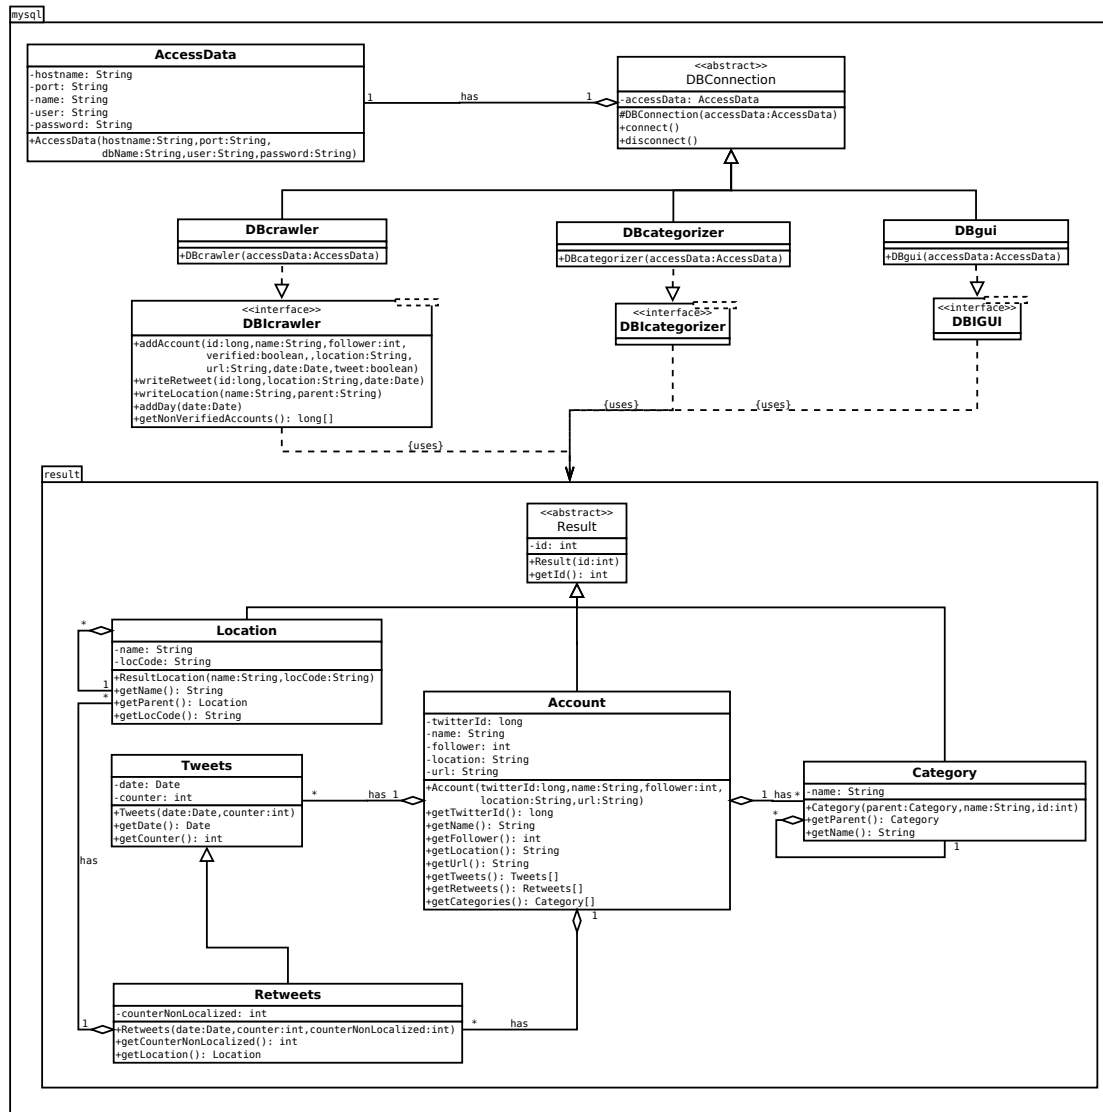 mysql
AccessData
-hostname: String
-port: String
-name: String
-user: String
-password: String
+AccessData(hostname:String,port:String,
dbName:String,user:String,password:String)
1
has
1
<<abstract>>
DBConnection
-accessData: AccessData
#DBConnection(accessData:AccessData)
+connect()
+disconnect()
DBcrawler
+DBcrawler(accessData:AccessData)
DBcategorizer
+DBcategorizer(accessData:AccessData)
DBgui
+DBgui(accessData:AccessData)
<<interface>>
DBIcrawler
+addAccount(id:long,name:String,follower:int,
verified:boolean,,location:String,
url:String,date:Date,tweet:boolean)
+writeRetweet(id:long,location:String,date:Date)
+writeLocation(name:String,parent:String)
+addDay(date:Date)
+getNonVerifiedAccounts(): long[]
<<interface>>
DBIcategorizer
<<interface>>
DBIGUI
{uses}
{uses}
{uses}
result
<<abstract>>
Result
-id: int
+Result(id:int)
+getId(): int
*
1
*
Location
-name: String
-locCode: String
+ResultLocation(name:String,locCode:String)
+getName(): String
+getParent(): Location
+getLocCode(): String
Tweets
-date: Date
-counter: int
+Tweets(date:Date,counter:int)
+getDate(): Date
+getCounter(): int
*
has 1
Account
-twitterId: long
-name: String
-follower: int
-location: String
-url: String
+Account(twitterId:long,name:String,follower:int,
location:String,url:String)
+getTwitterId(): long
+getName(): String
+getFollower(): int
+getLocation(): String
+getUrl(): String
+getTweets(): Tweets[]
+getRetweets(): Retweets[]
+getCategories(): Category[]
1 has *
Category
-name: String
+Category(parent:Category,name:String,id:int)
+getParent(): Category
+getName(): String
*
1
has
1
Retweets
-counterNonLocalized: int
+Retweets(date:Date,counter:int,counterNonLocalized:int)
+getCounterNonLocalized(): int
+getLocation(): Location
1
*
has